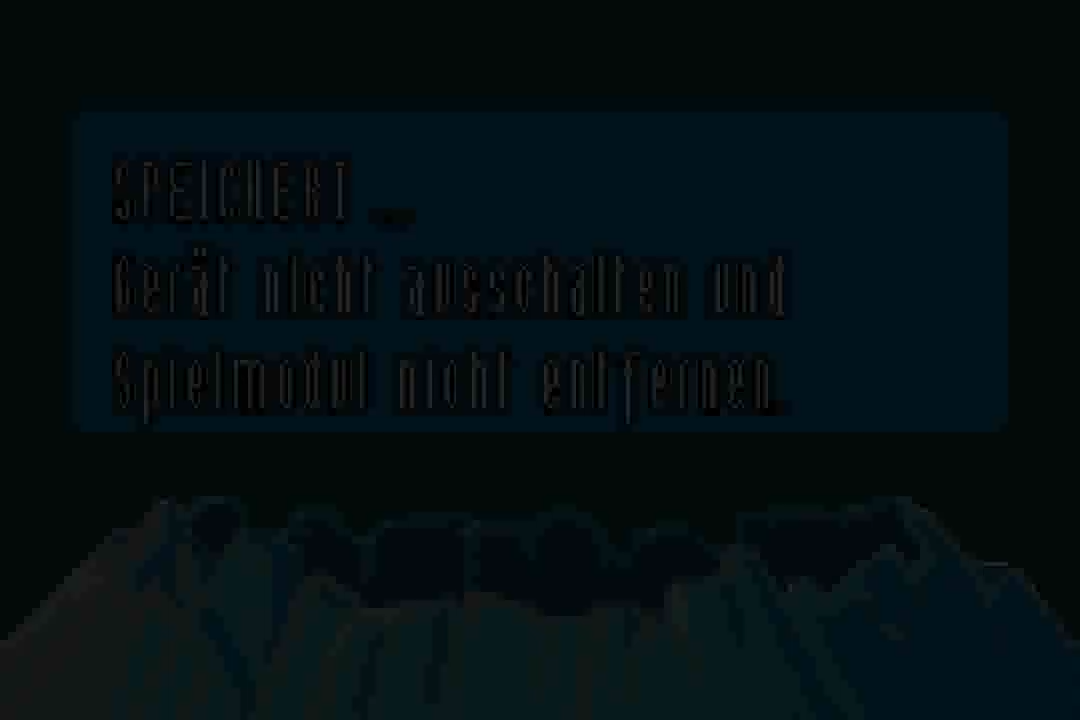 SPEICHERT ...
Gerät nicht ausschalten und
Spielmodul nicht entfernen.